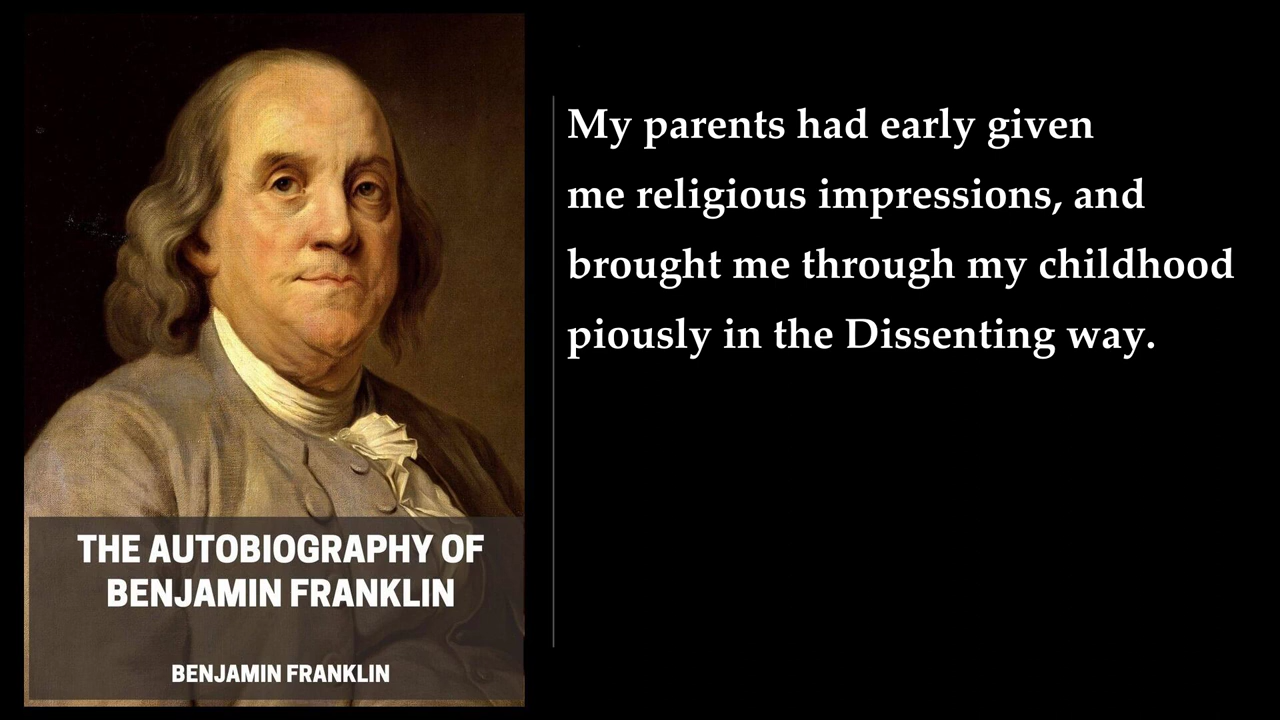 THE AUTOBIOGRAPHY OF
BENJAMIN FRANKLIN
BENJAMIN FRANKLIN
My parents had early given
me religious impressions, and
brought me through my childhood
piously in the Dissenting way.